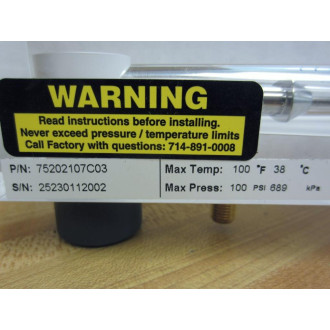 WARNING
Read instructions before installing.
Never exceed pressure / temperature limits
Call Factory with questions: 714-891-0008
P/N: 75202107C03 Max Temp: 100 °F 38 °C
S/N: 25230112002 Max Press: 100 PSI 689 kPa